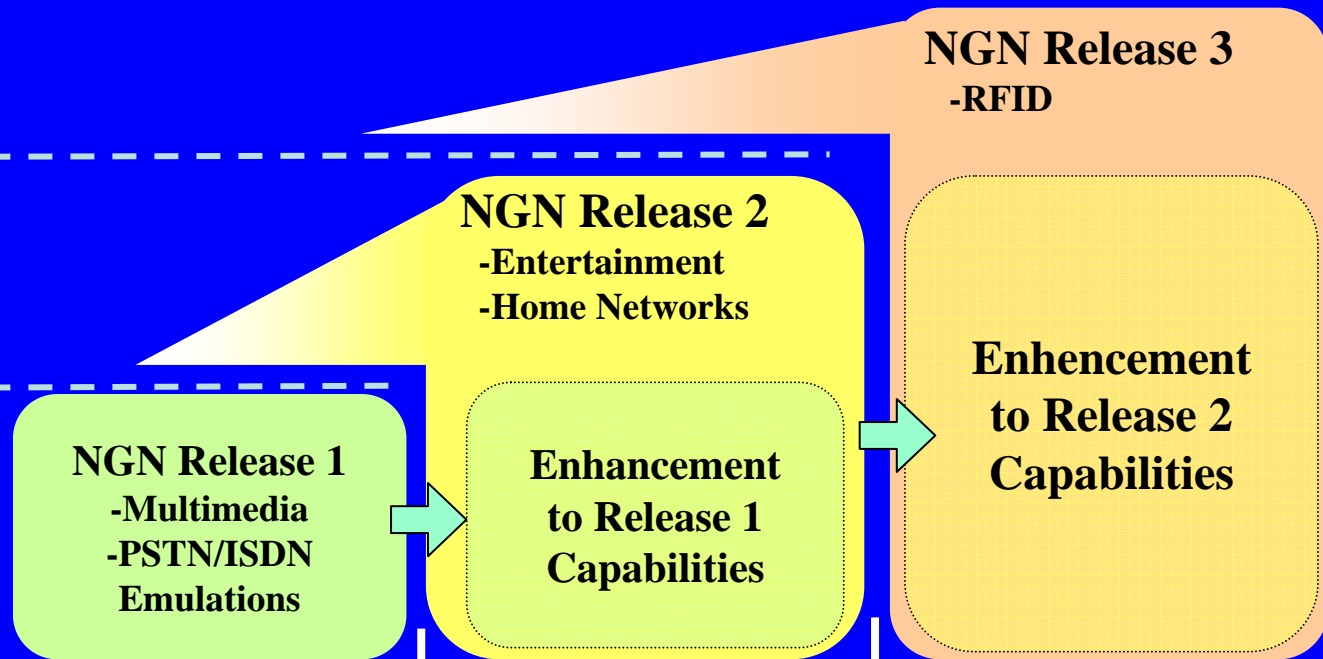 NGN Release 1
-Multimedia
-PSTN/ISDN
Emulations
NGN Release 2
-Entertainment
-Home Networks
Enhancement
to Release 1
Capabilities
NGN Release 3
-RFID
Enhencement
to Release 2
Capabilities